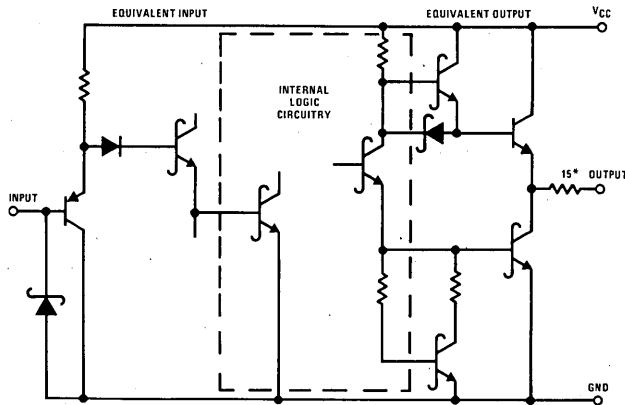 EQUIVALENT INPUT
EQUIVALENT OUTPUT
VCC
INTERNAL
LOGIC
CIRCUITRY
INPUT
15* OUTPUT
GND